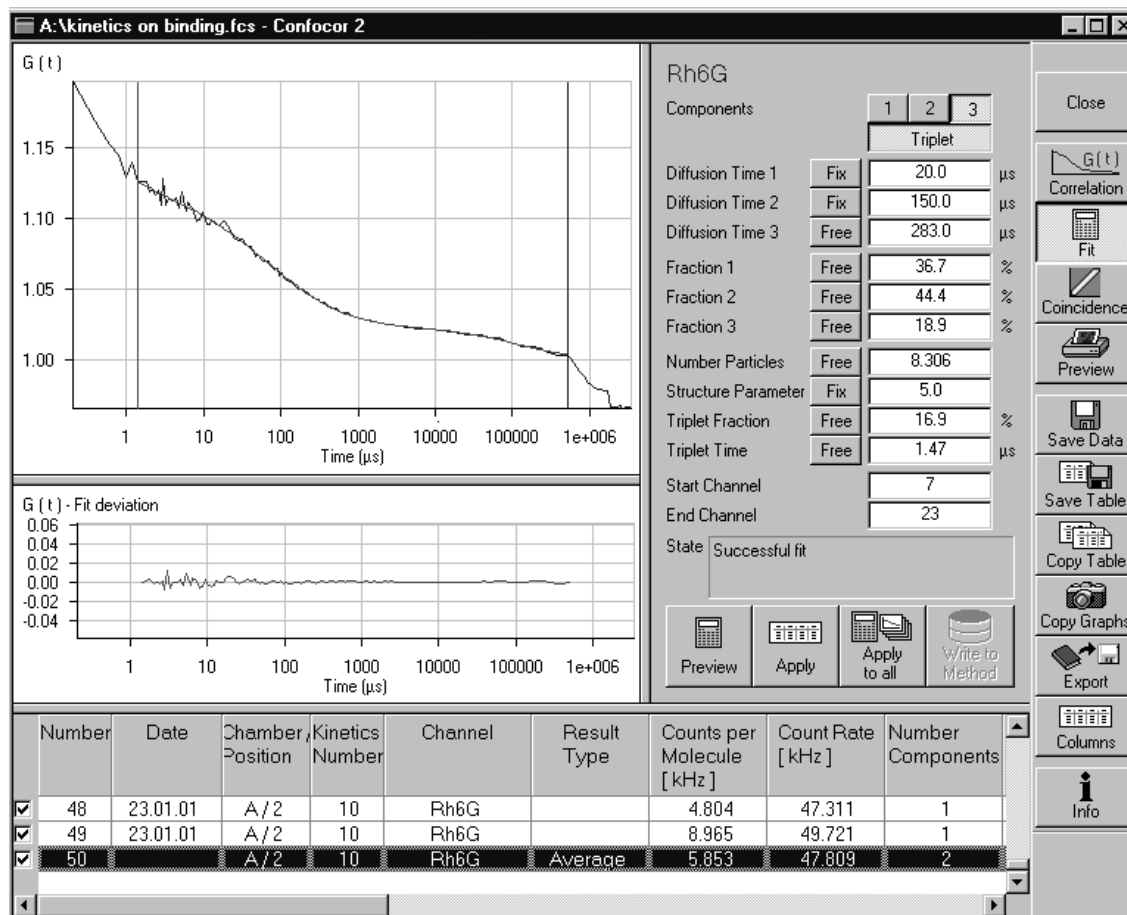 A:\kinetics on binding.fcs - Confocor 2
G ( t )
1.15
1.10
1.05
1.00
1 10 100 1000 10000 100000 1e+006
Time (µs)
G ( t ) - Fit deviation
0.06
0.04
0.02
0.00
-0.02
-0.04
1 10 100 1000 10000 100000 1e+006
Time (µs)
Rh6G
Components 1 2 3
Triplet
Diffusion Time 1 Fix 20.0 µs
Diffusion Time 2 Fix 150.0 µs
Diffusion Time 3 Free 283.0 µs
Fraction 1 Free 36.7 %
Fraction 2 Free 44.4 %
Fraction 3 Free 18.9 %
Number Particles Free 8.306
Structure Parameter Fix 5.0
Triplet Fraction Free 16.9 %
Triplet Time Free 1.47 µs
Start Channel 7
End Channel 23
State Successful fit
Preview
Apply
Apply
to all
Write to
Method
Close
G(t)
Correlation
Fit
Coincidence
Preview
Save Data
Save Table
Copy Table
Copy Graphs
Export
Columns
Info
Number Date Chamber / Kinetics Channel Result Counts per Count Rate Number
Position Number Type Molecule [ kHz ] Components
[ kHz ]
48 23.01.01 A / 2 10 Rh6G 4.804 47.311 1
49 23.01.01 A / 2 10 Rh6G 8.965 49.721 1
50 A / 2 10 Rh6G Average 5.853 47.809 2